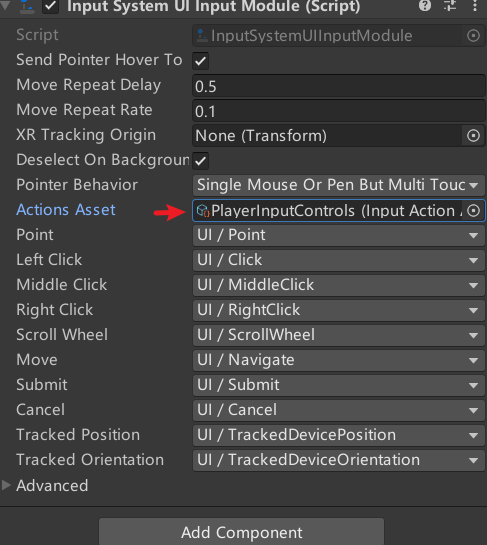 Input System UI Input Module (Script)
Script InputSystemUIInputModule
Send Pointer Hover To
Move Repeat Delay 0.5
Move Repeat Rate 0.1
XR Tracking Origin None (Transform)
Deselect On Backgroun
Pointer Behavior Single Mouse Or Pen But Multi Touc
Actions Asset PlayerInputControls (Input Action A
Point UI / Point
Left Click UI / Click
Middle Click UI / MiddleClick
Right Click UI / RightClick
Scroll Wheel UI / ScrollWheel
Move UI / Navigate
Submit UI / Submit
Cancel UI / Cancel
Tracked Position UI / TrackedDevicePosition
Tracked Orientation UI / TrackedDeviceOrientation
Advanced
Add Component